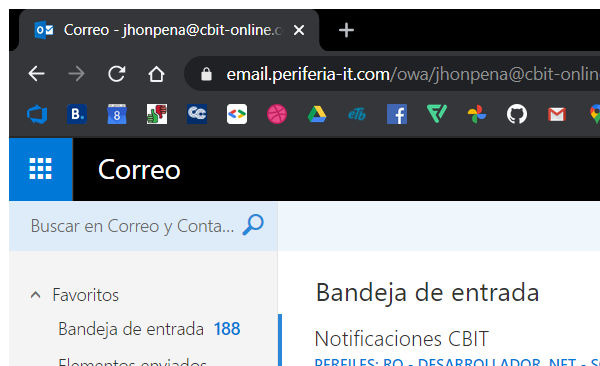 Correo - jhonpena@cbit-online.c
email.periferia-it.com/owa/jhonpena@cbit-onlin
B.
8
Correo
Buscar en Correo y Conta...
Favoritos
Bandeja de entrada 188
Elementos enviados
Bandeja de entrada
Notificaciones CBIT
PERFILES: RQ - DESARROLLADOR .NET - S